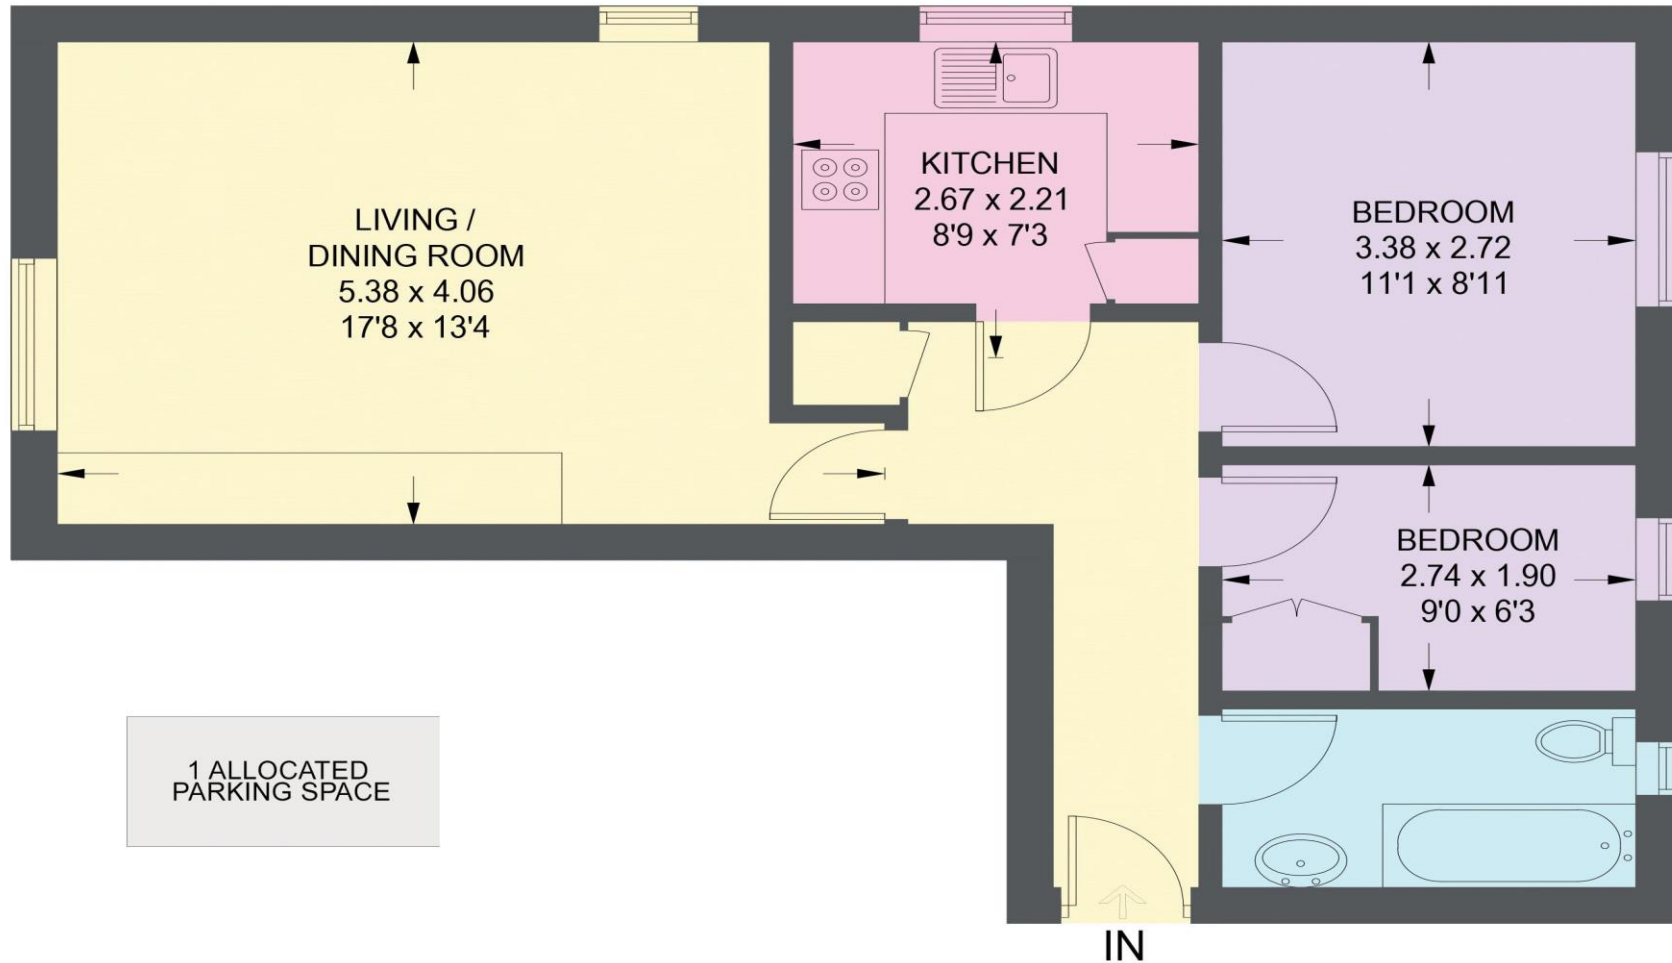 LIVING /
DINING ROOM
5.38 x 4.06
17'8 x 13'4
KITCHEN
2.67 x 2.21
8'9 x 7'3
BEDROOM
3.38 x 2.72
11'1 x 8'11
BEDROOM
2.74 x 1.90
9'0 x 6'3
1 ALLOCATED
PARKING SPACE
IN